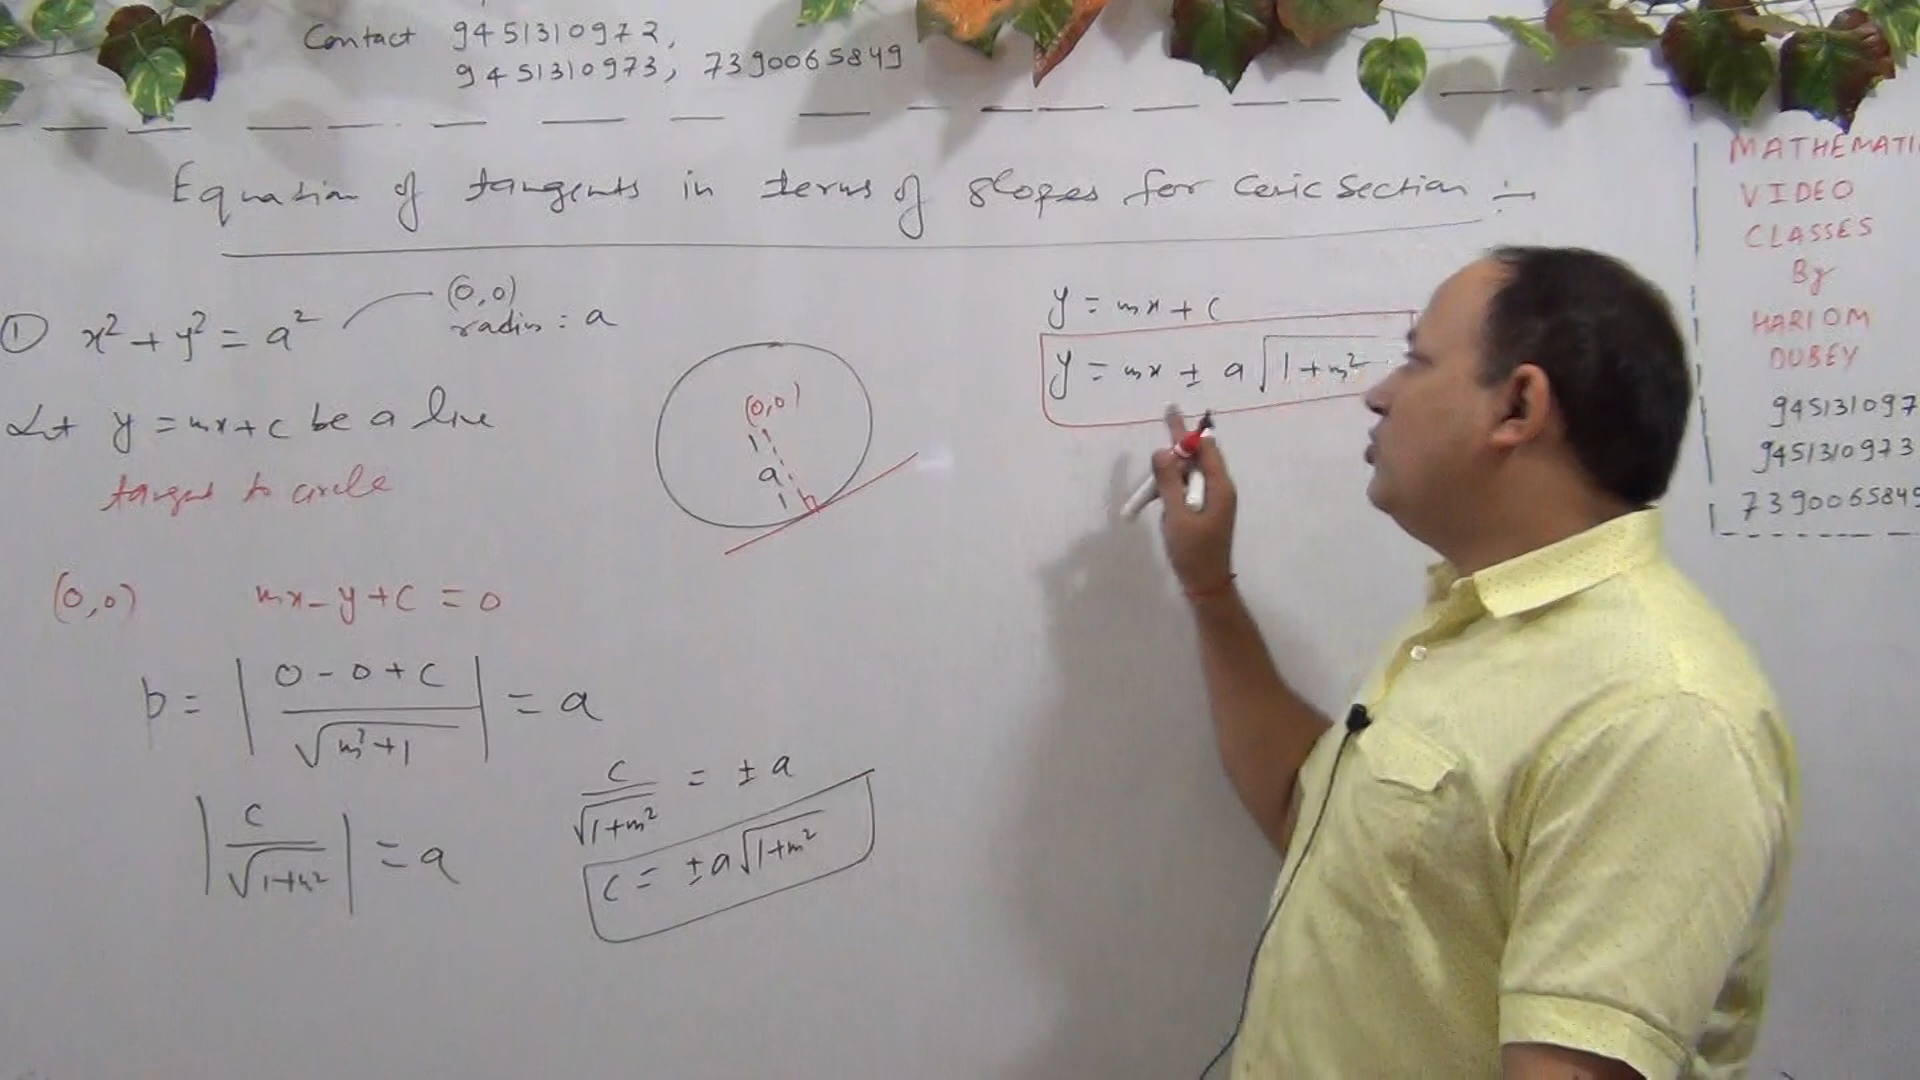 Contact 9451310972,
9451310973, 7390065849
Equation of tangents in terms of slopes for Conic Section :-
① x² + y² = a²
(0,0)
radius : a
Let y = mx+c be a line
tangent to circle
(0,0)
a
(0,0) mx - y + c = 0
p = | 0 - 0 + c / √m²+1 | = a
| c / √1+m² | = a
c / √1+m² = ± a
c = ± a√1+m²
y = mx + c
y = mx ± a√1+m²
MATHEMATI
VIDEO
CLASSES
By
HARIOM
DUBEY
945131097
9451310973
7390065849